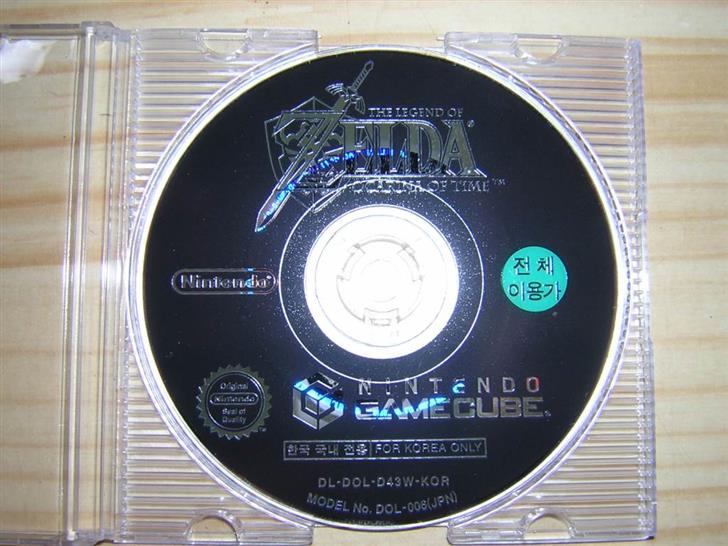 THE LEGEND OF
ZELDA®
OCARINA OF TIME™
Nintendo®
전체
이용가
Original
Nintendo
Seal of
Quality
NINTENDO
GAMECUBE®
한국 국내 전용 FOR KOREA ONLY
DL-DOL-D43W-KOR
MODEL No. DOL-006(JPN)